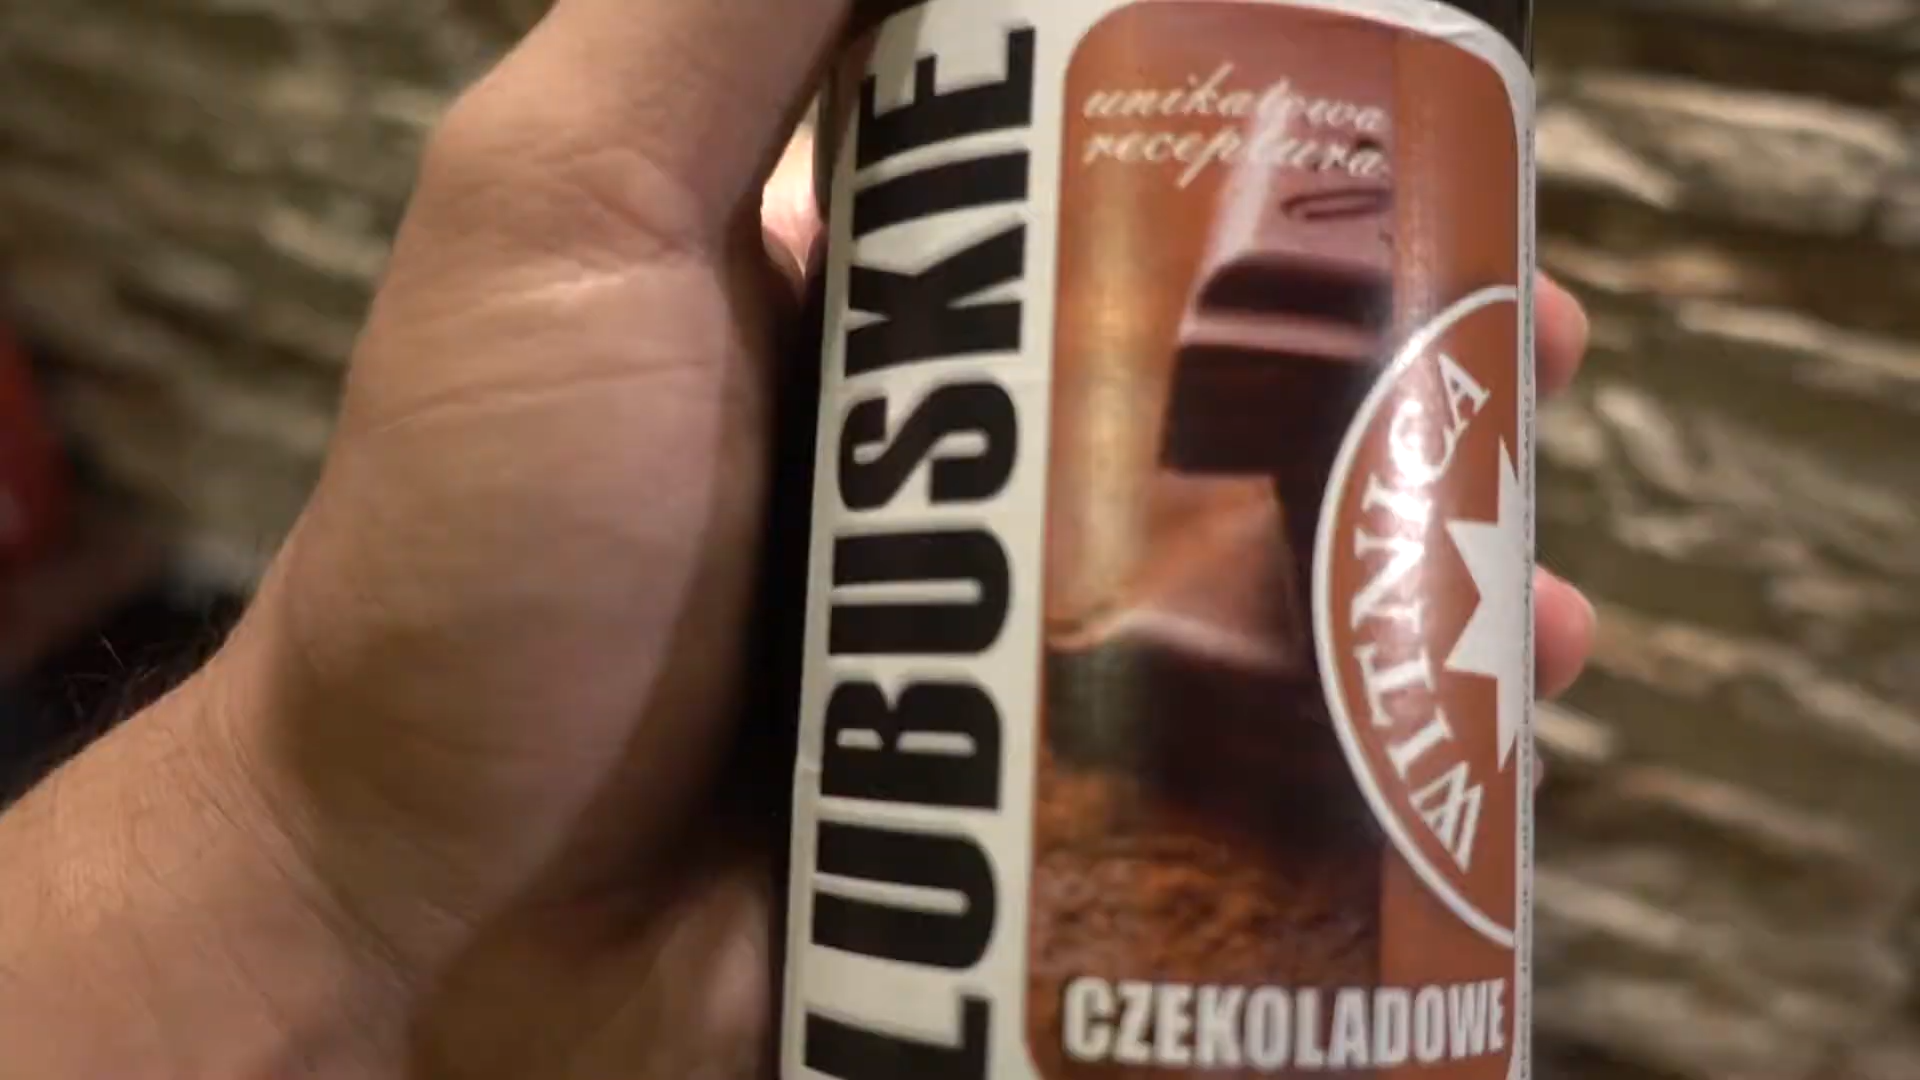 LUBUSKIE
unikatowa
receptura
WITNICA
CZEKOLADOWE